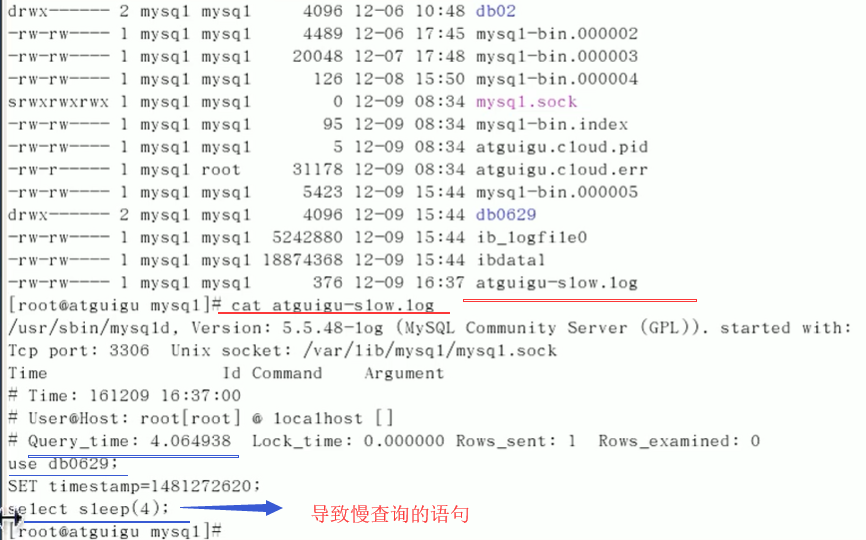 drwx------ 2 mysql mysql 4096 12-06 10:48 db02
-rw-rw---- 1 mysql mysql 4489 12-06 17:45 mysql-bin.000002
-rw-rw---- 1 mysql mysql 20048 12-07 17:48 mysql-bin.000003
-rw-rw---- 1 mysql mysql 126 12-08 15:50 mysql-bin.000004
srwxrwxrwx 1 mysql mysql 0 12-09 08:34 mysql.sock
-rw-rw---- 1 mysql mysql 95 12-09 08:34 mysql-bin.index
-rw-rw---- 1 mysql mysql 5 12-09 08:34 atguigu.cloud.pid
-rw-r----- 1 mysql root 31178 12-09 08:34 atguigu.cloud.err
-rw-rw---- 1 mysql mysql 5423 12-09 15:44 mysql-bin.000005
drwx------ 2 mysql mysql 4096 12-09 15:44 db0629
-rw-rw---- 1 mysql mysql 5242880 12-09 15:44 ib_logfile0
-rw-rw---- 1 mysql mysql 18874368 12-09 15:44 ibdata1
-rw-rw---- 1 mysql mysql 376 12-09 16:37 atguigu-slow.log
[root@atguigu mysql]# cat atguigu-slow.log
/usr/sbin/mysqld, Version: 5.5.48-log (MySQL Community Server (GPL)). started with:
Tcp port: 3306 Unix socket: /var/lib/mysql/mysql.sock
Time Id Command Argument
# Time: 161209 16:37:00
# User@Host: root[root] @ localhost []
# Query_time: 4.064938 Lock_time: 0.000000 Rows_sent: 1 Rows_examined: 0
use db0629;
SET timestamp=1481272620;
select sleep(4);
导致慢查询的语句
[root@atguigu mysql]#